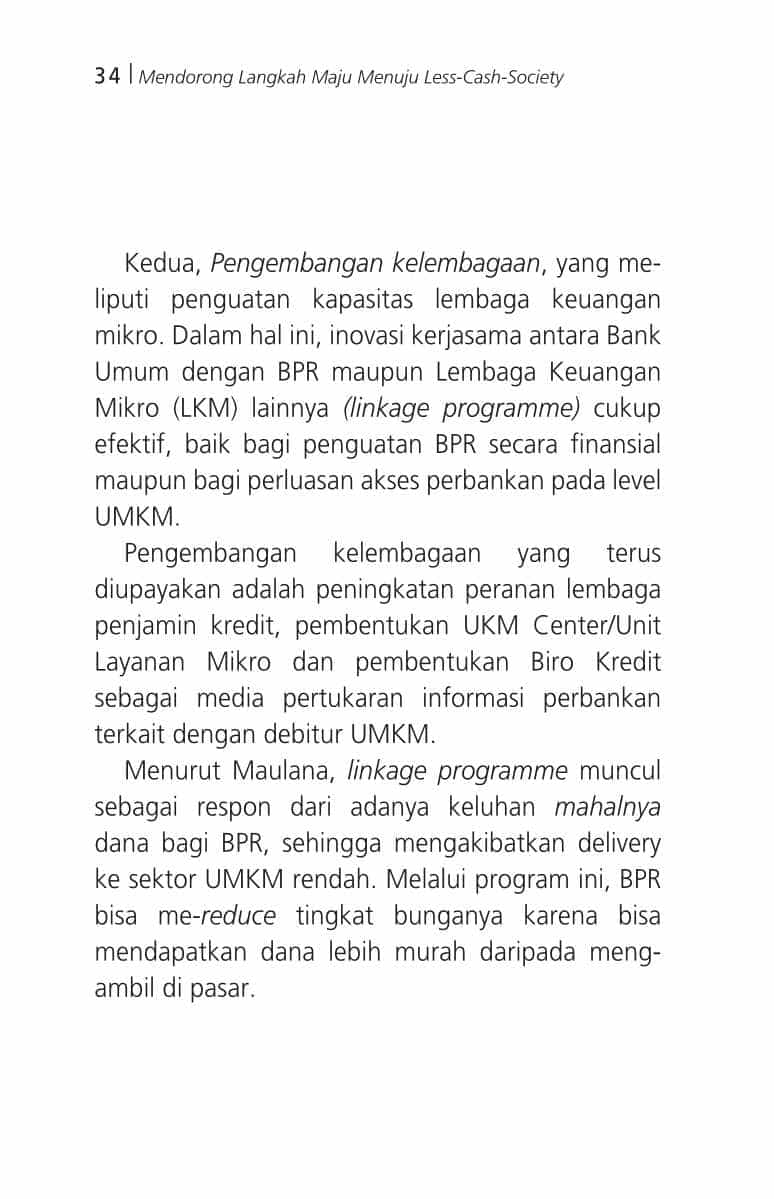 34 | Mendorong Langkah Maju Menuju Less-Cash-Society
Kedua, Pengembangan kelembagaan, yang me-
liputi penguatan kapasitas lembaga keuangan
mikro. Dalam hal ini, inovasi kerjasama antara Bank
Umum dengan BPR maupun Lembaga Keuangan
Mikro (LKM) lainnya (linkage programme) cukup
efektif, baik bagi penguatan BPR secara finansial
maupun bagi perluasan akses perbankan pada level
UMKM.
Pengembangan kelembagaan yang terus
diupayakan adalah peningkatan peranan lembaga
penjamin kredit, pembentukan UKM Center/Unit
Layanan Mikro dan pembentukan Biro Kredit
sebagai media pertukaran informasi perbankan
terkait dengan debitur UMKM.
Menurut Maulana, linkage programme muncul
sebagai respon dari adanya keluhan mahalnya
dana bagi BPR, sehingga mengakibatkan delivery
ke sektor UMKM rendah. Melalui program ini, BPR
bisa me-reduce tingkat bunganya karena bisa
mendapatkan dana lebih murah daripada meng-
ambil di pasar.